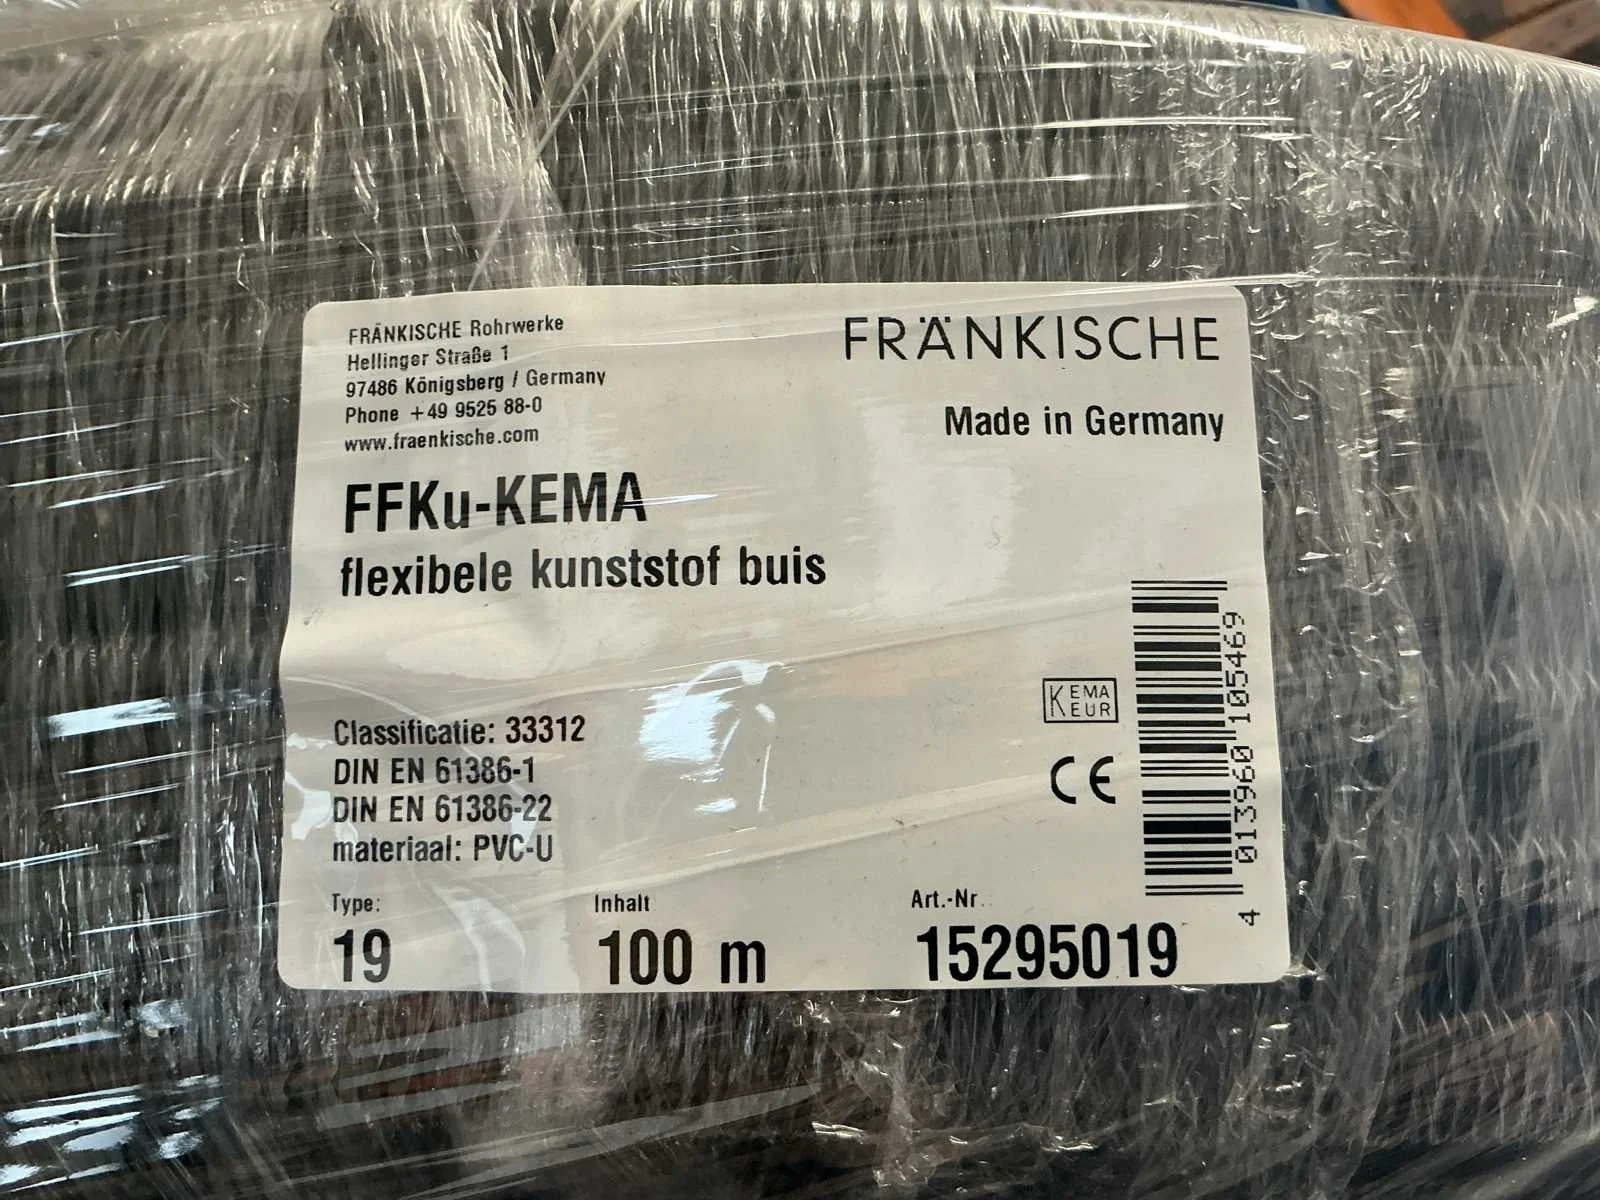 FRÄNKISCHE Rohrwerke
Hellinger Straße 1
97486 Königsberg / Germany
Phone +49 9525 88-0
www.fraenkische.com
FRÄNKISCHE
Made in Germany
FFKu-KEMA
flexibele kunststof buis
KEMA
KEUR
CE
Classificatie: 33312
DIN EN 61386-1
DIN EN 61386-22
materiaal: PVC-U
Type:
19
Inhalt
100 m
Art.-Nr.
15295019
4 013960 105469